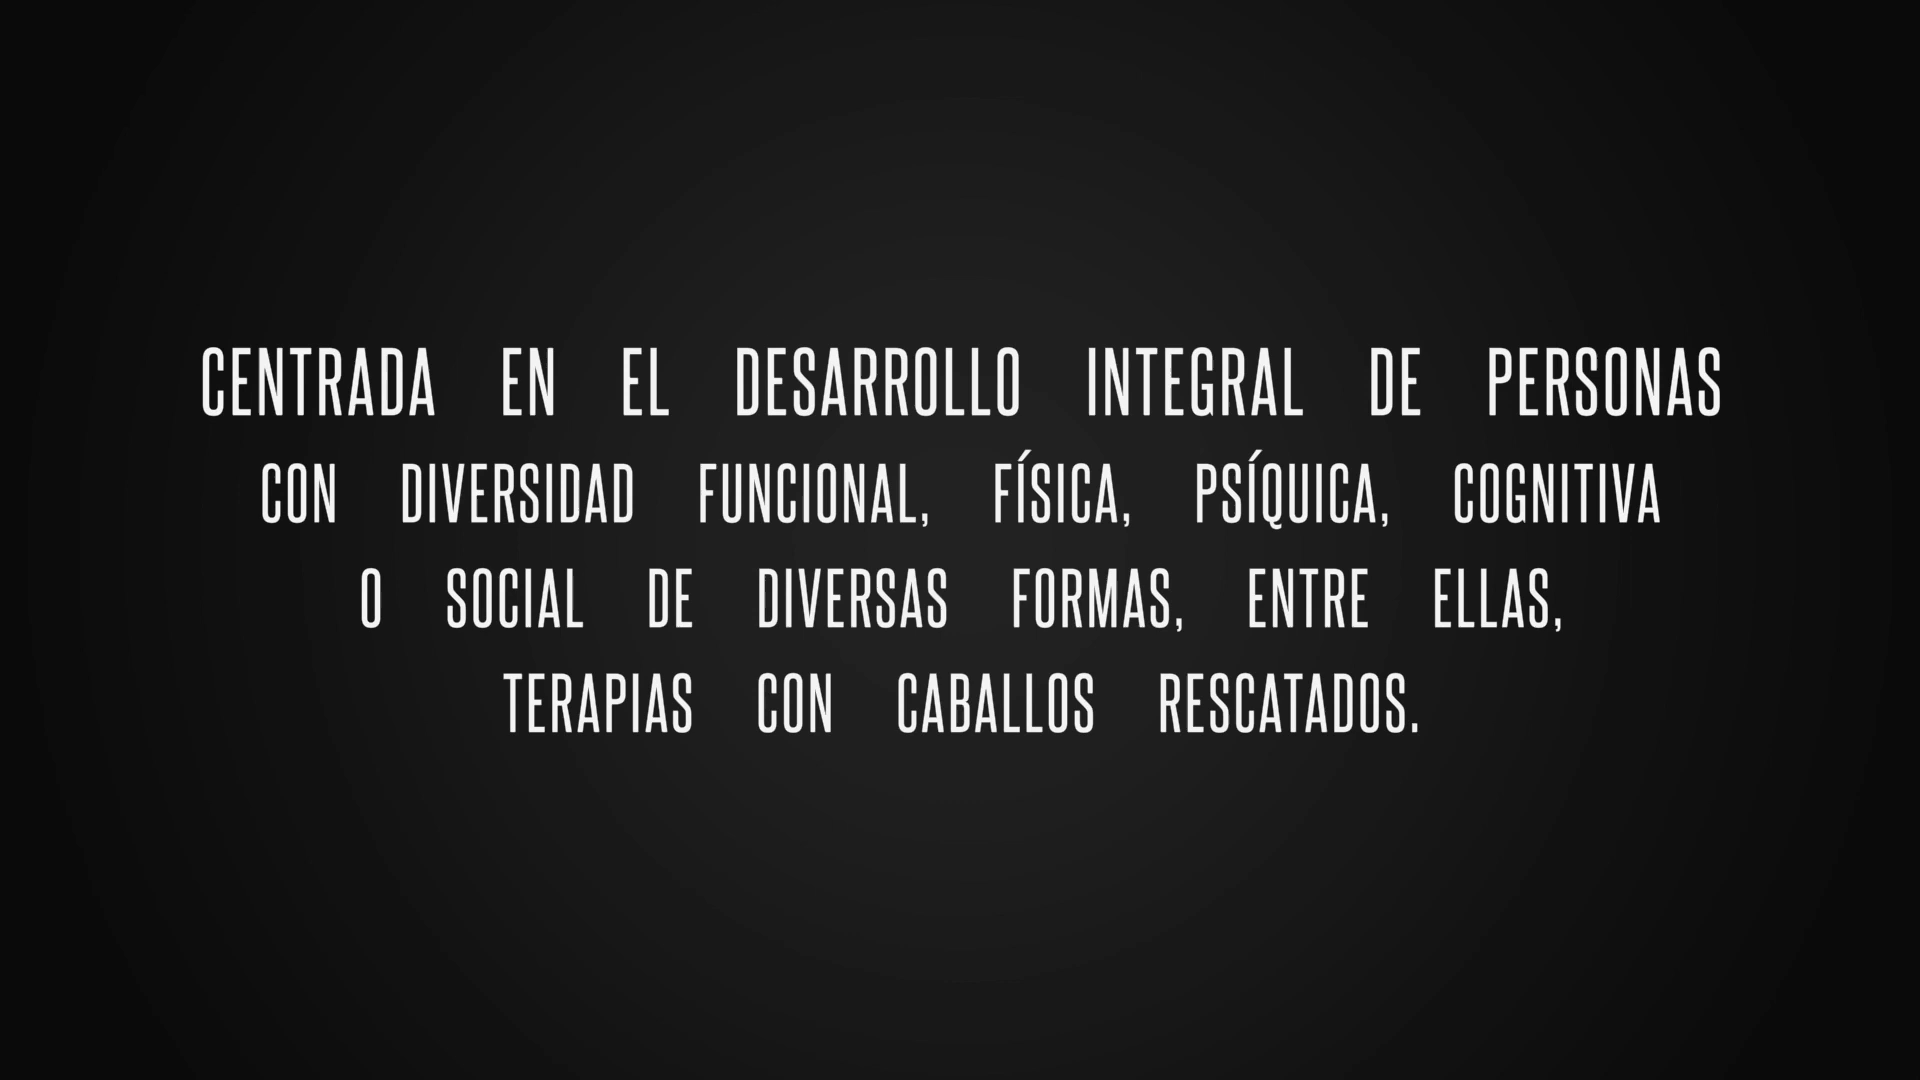 CENTRADA EN EL DESARROLLO INTEGRAL DE PERSONAS
CON DIVERSIDAD FUNCIONAL, FÍSICA, PSÍQUICA, COGNITIVA
O SOCIAL DE DIVERSAS FORMAS, ENTRE ELLAS,
TERAPIAS CON CABALLOS RESCATADOS.